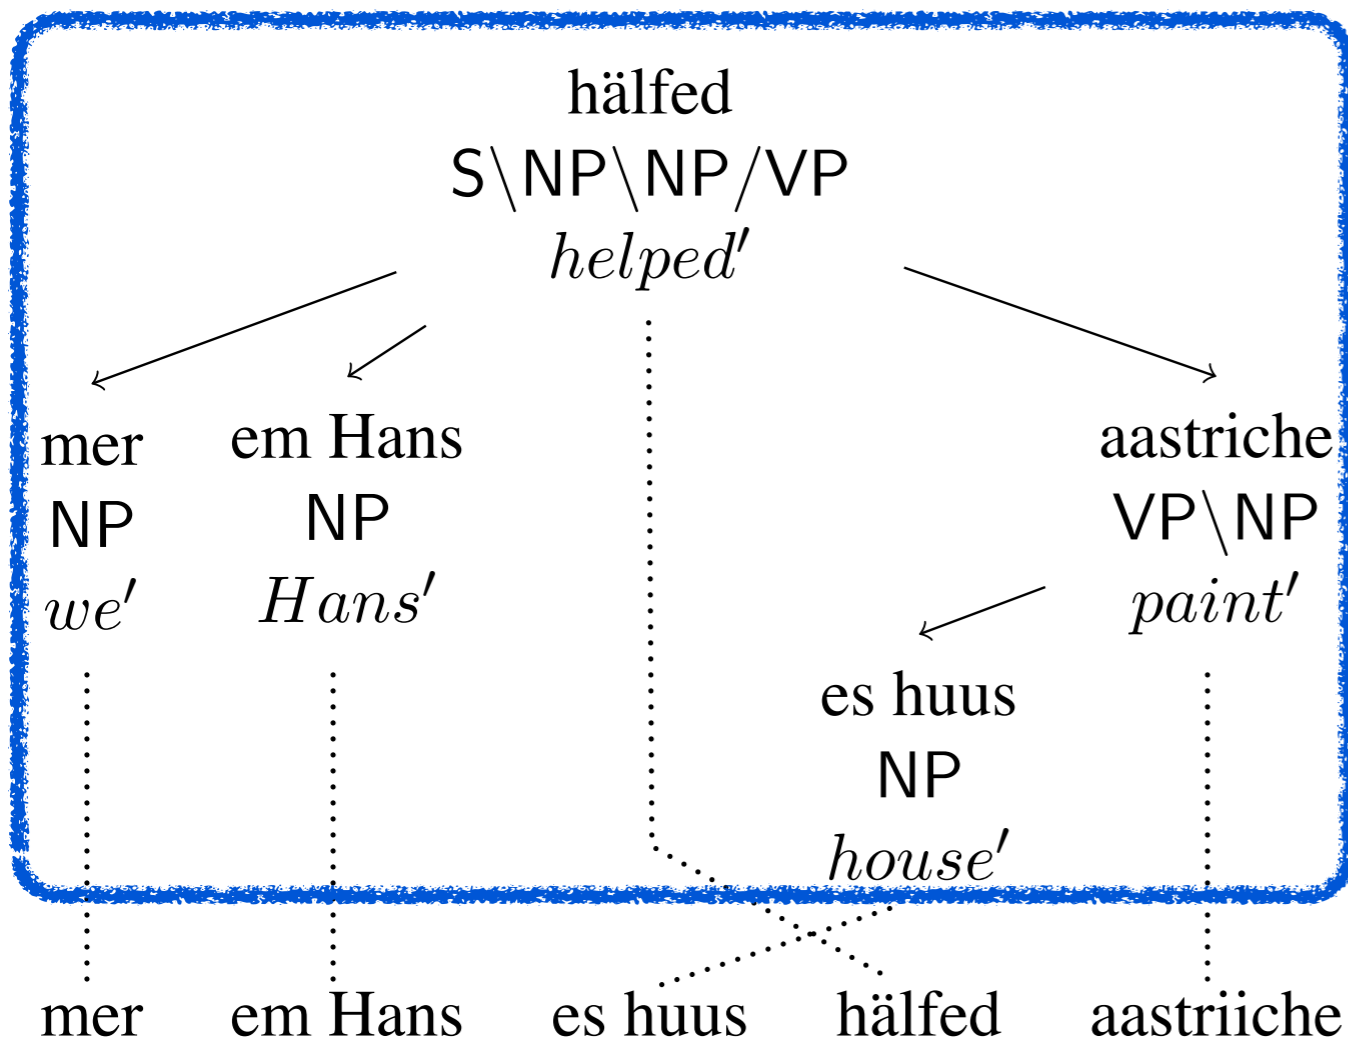 hälfed
S\NP\NP/VP
helped′
mer
NP
we′
em Hans
NP
Hans′
aastriche
VP\NP
paint′
es huus
NP
house′
mer em Hans es huus hälfed aastriiche